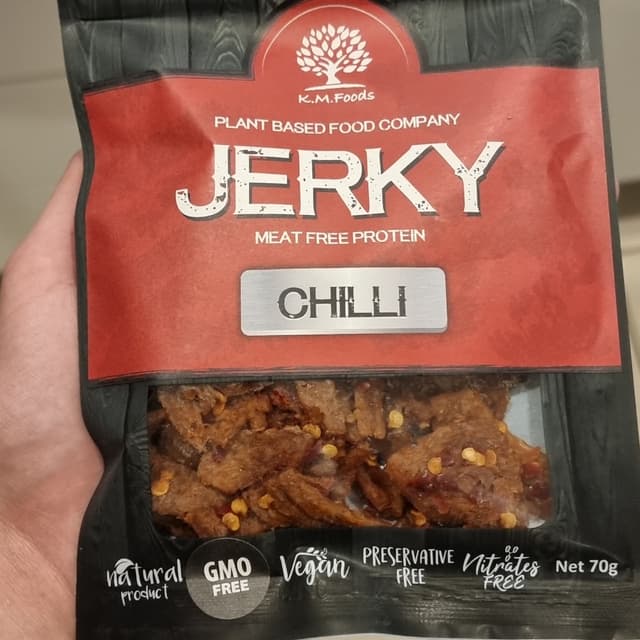 K.M.Foods
PLANT BASED FOOD COMPANY
JERKY
MEAT FREE PROTEIN
CHILLI
natural
product
GMO
FREE
Vegan
PRESERVATIVE
FREE
Nitrates
FREE
Net 70g